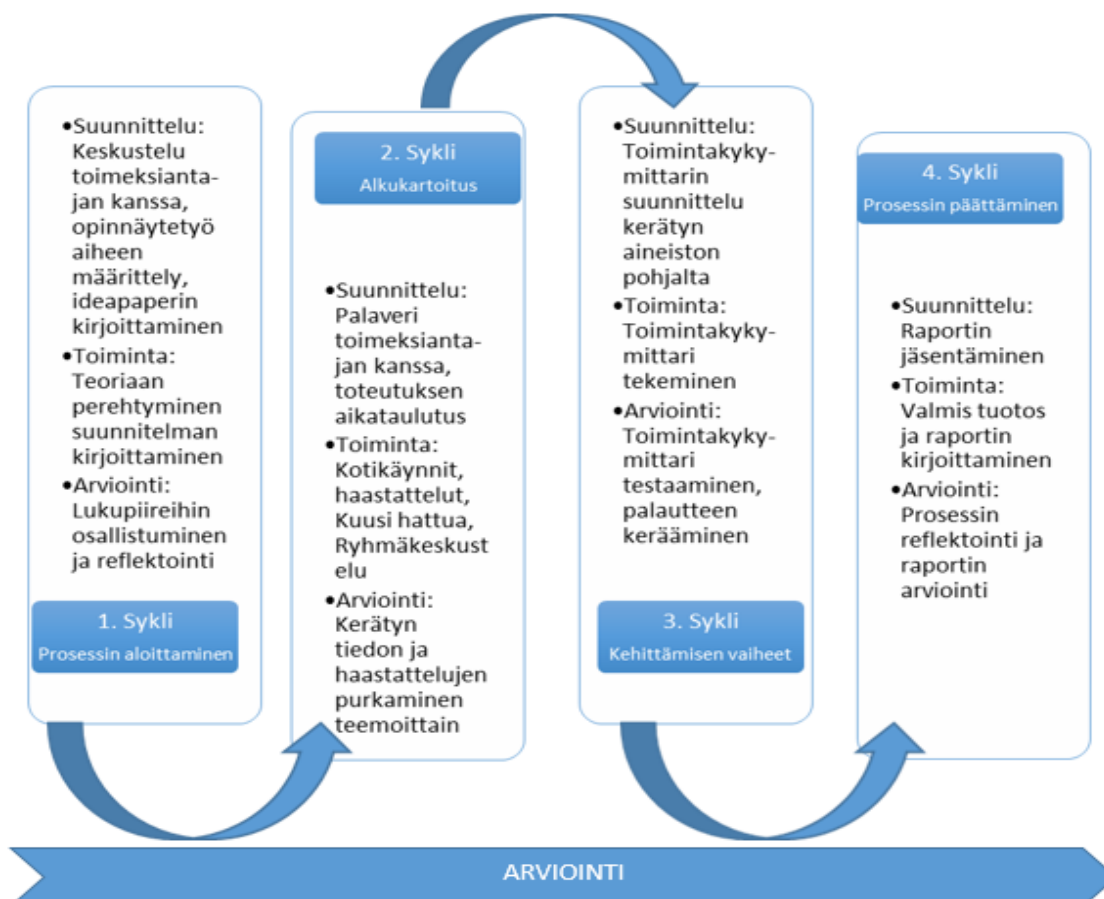 •Suunnittelu:
Keskustelu
toimeksianta-
jan kanssa,
opinnäytetyö
aiheen
määrittely,
ideapaperin
kirjoittaminen
•Toiminta:
Teoriaan
perehtyminen
suunnitelman
kirjoittaminen
•Arviointi:
Lukupiireihin
osallistuminen
ja reflektointi
1. Sykli
Prosessin aloittaminen
2. Sykli
Alkukartoitus
•Suunnittelu:
Palaveri
toimeksianta-
jan kanssa,
toteutuksen
aikataulutus
•Toiminta:
Kotikäynnit,
haastattelut,
Kuusi hattua,
Ryhmäkeskust
elu
•Arviointi:
Kerätyn
tiedon ja
haastattelujen
purkaminen
teemoittain
•Suunnittelu:
Toimintakyky-
mittarin
suunnittelu
kerätyn
aineiston
pohjalta
•Toiminta:
Toimintakyky-
mittari
tekeminen
•Arviointi:
Toimintakyky-
mittari
testaaminen,
palautteen
kerääminen
3. Sykli
Kehittämisen vaiheet
4. Sykli
Prosessin päättäminen
•Suunnittelu:
Raportin
jäsentäminen
•Toiminta:
Valmis tuotos
ja raportin
kirjoittaminen
•Arviointi:
Prosessin
reflektointi ja
raportin
arviointi
ARVIOINTI